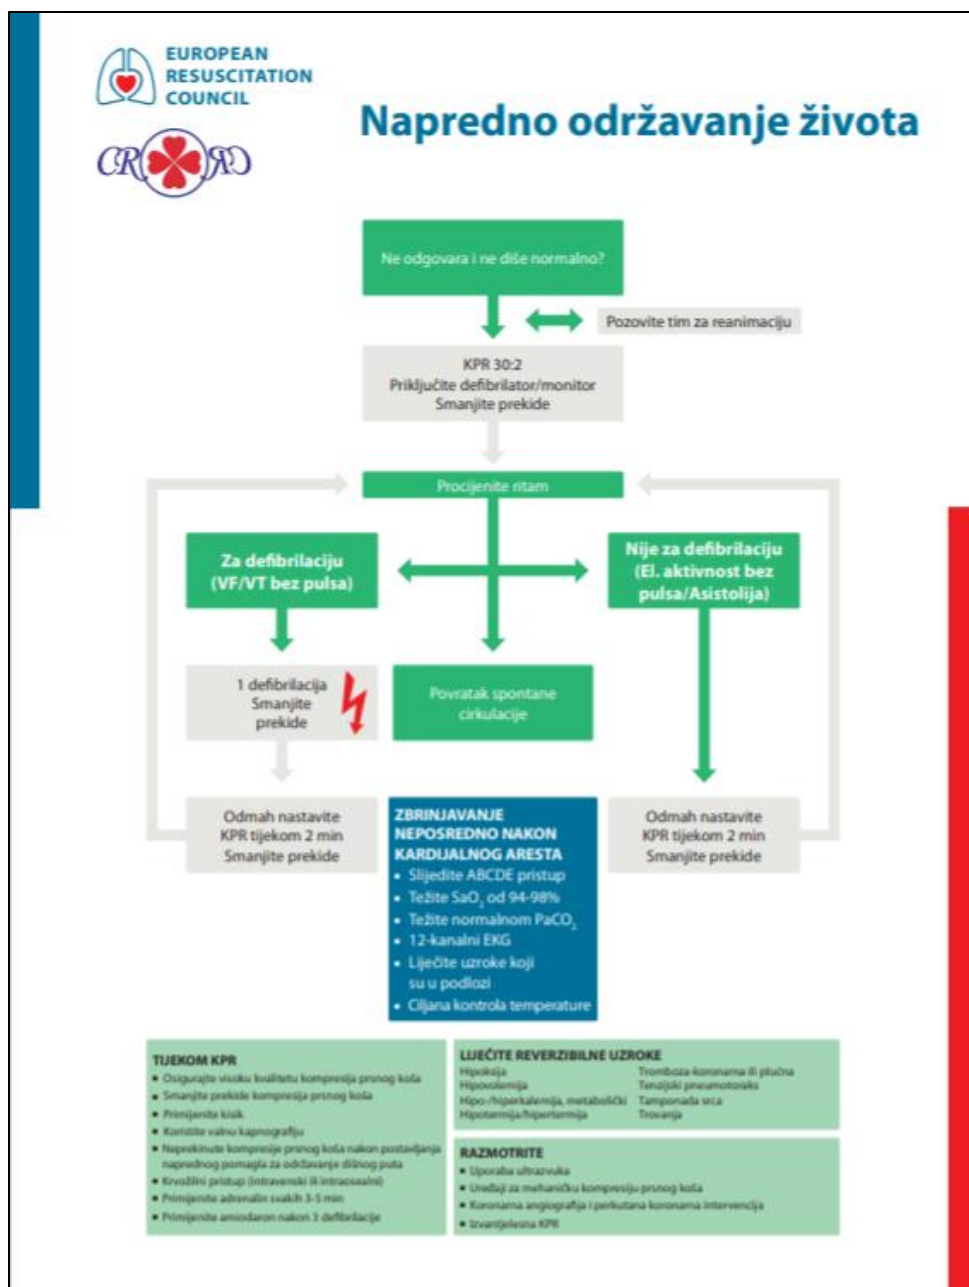 EUROPEAN
RESUSCITATION
COUNCIL
CR
Napredno održavanje života
Ne odgovara i ne diše normalno?
Pozovite tim za reanimaciju
KPR 30:2
Priključite defibrilator/monitor
Smanjite prekide
Procijenite ritam
Za defibrilaciju
(VF/VT bez pulsa)
Nije za defibrilaciju
(El. aktivnost bez
pulsa/Asistolija)
1 defibrilacija
Smanjite
prekide
Povratak spontane
cirkulacije
Odmah nastavite
KPR tijekom 2 min
Smanjite prekide
ZBRINJAVANJE
NEPOSREDNO NAKON
KARDIJALNOG ARESTA
• Slijedite ABCDE pristup
• Težite SaO₂ od 94-98%
• Težite normalnom PaCO₂
• 12-kanalni EKG
• Liječite uzroke koji
su u podlozi
• Ciljana kontrola temperature
Odmah nastavite
KPR tijekom 2 min
Smanjite prekide
TIJEKOM KPR
• Osigurajte visoku kvalitetu kompresija prsnog koša
• Smanjite prekide kompresija prsnog koša
• Primijenite kisik
• Koristite valnu kapnografiju
• Neprekinute kompresije prsnog koša nakon postavljanja
naprednog pomagla za održavanje dišnog puta
• Krvožilni pristup (intravenski ili intraosealni)
• Primijenite adrenalin svakih 3-5 min
• Primijenite amiodaron nakon 3 defibrilacije
LIJEČITE REVERZIBILNE UZROKE
Hipoksija
Hipovolemija
Hipo-/hiperkalemija, metabolički
Hipotermija/hipertermija
Tromboza-koronarna ili plućna
Tenzijski pneumotoraks
Tamponada srca
Trovanja
RAZMOTRITE
• Uporaba ultrazvuka
• Uređaji za mehaničku kompresiju prsnog koša
• Koronarna angiografija i perkutana koronarna intervencija
• Izvantjelesna KPR